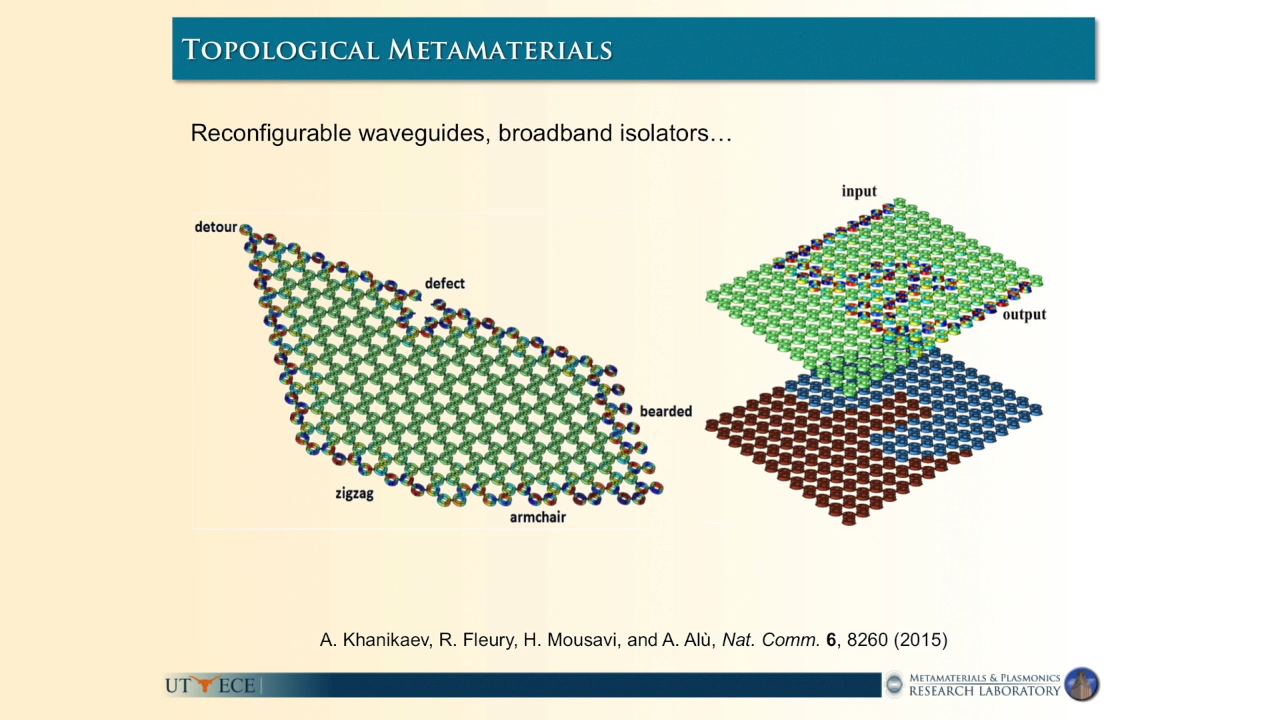 TOPOLOGICAL METAMATERIALS
Reconfigurable waveguides, broadband isolators…
input
detour
defect
output
bearded
zigzag
armchair
A. Khanikaev, R. Fleury, H. Mousavi, and A. Alù, Nat. Comm. 6, 8260 (2015)
UT ECE
METAMATERIALS & PLASMONICS
RESEARCH LABORATORY